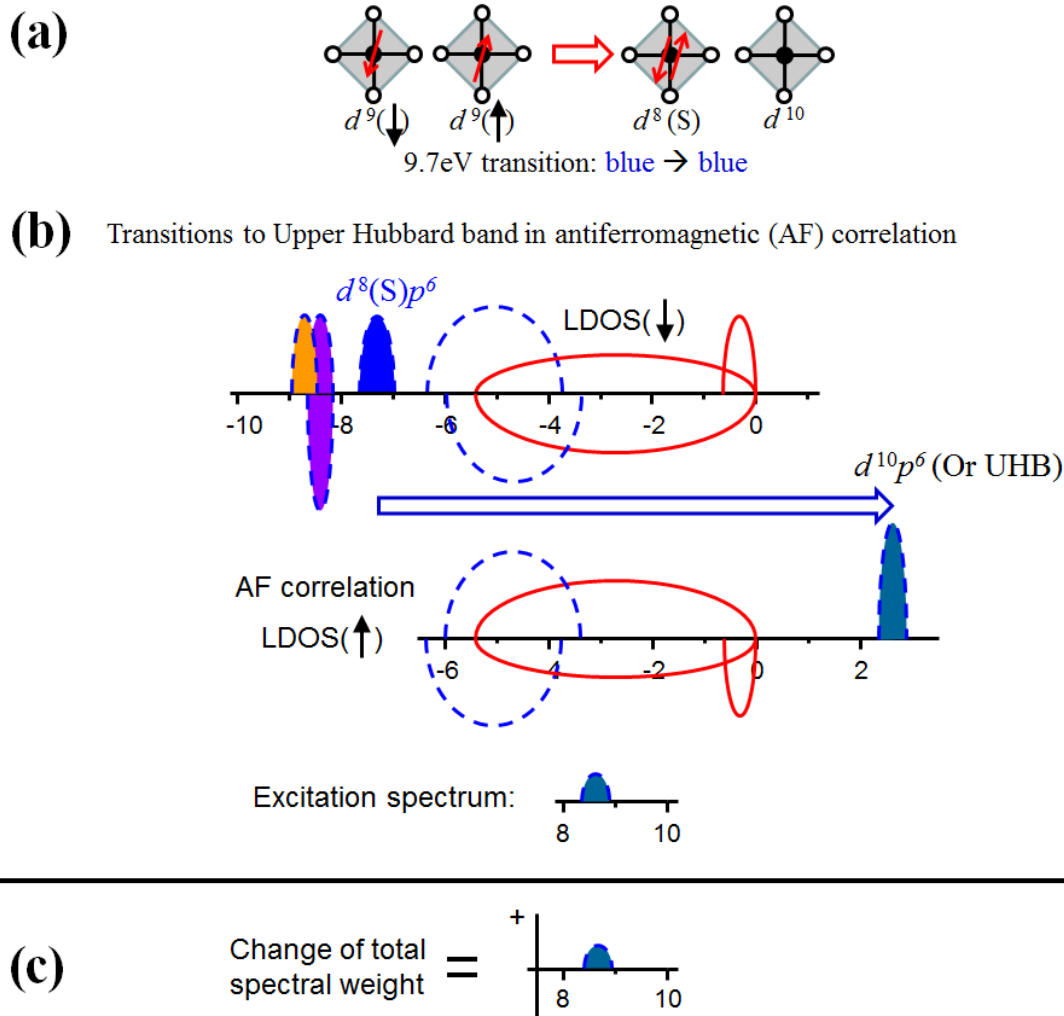 (a)
d⁹(↓) d⁹(↑) d⁸(S) d¹⁰
9.7eV transition: blue → blue
(b) Transitions to Upper Hubbard band in antiferromagnetic (AF) correlation
d⁸(S)p⁶
LDOS(↓)
-10 -8 -6 -4 -2 0
d¹⁰p⁶ (Or UHB)
AF correlation
LDOS(↑)
-6 -4 -2 0 2
Excitation spectrum:
8 10
+
(c) Change of total
spectral weight =
8 10